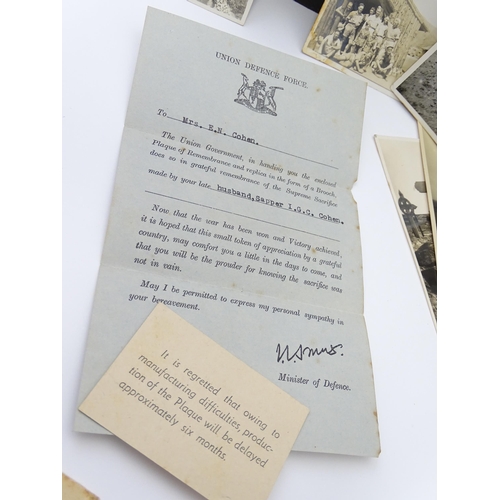 UNION DEFENCE FORCE.
To Mrs. E.N. Cohen.
The Union Government, in handing you the enclosed
Plaque of Remembrance and replica in the form of a Brooch,
does so in grateful remembrance of the Supreme Sacrifice
made by your late husband, Sapper I.G.C. Cohen.
Now that the war has been won and Victory achieved,
it is hoped that this small token of appreciation by a grateful
country, may comfort you a little in the days to come, and
that you will be the prouder for knowing the sacrifice was
not in vain.
May I be permitted to express my personal sympathy in
your bereavement.
Minister of Defence.
It is regretted that owing to
manufacturing difficulties, produc-
tion of the Plaque will be delayed
approximately six months.